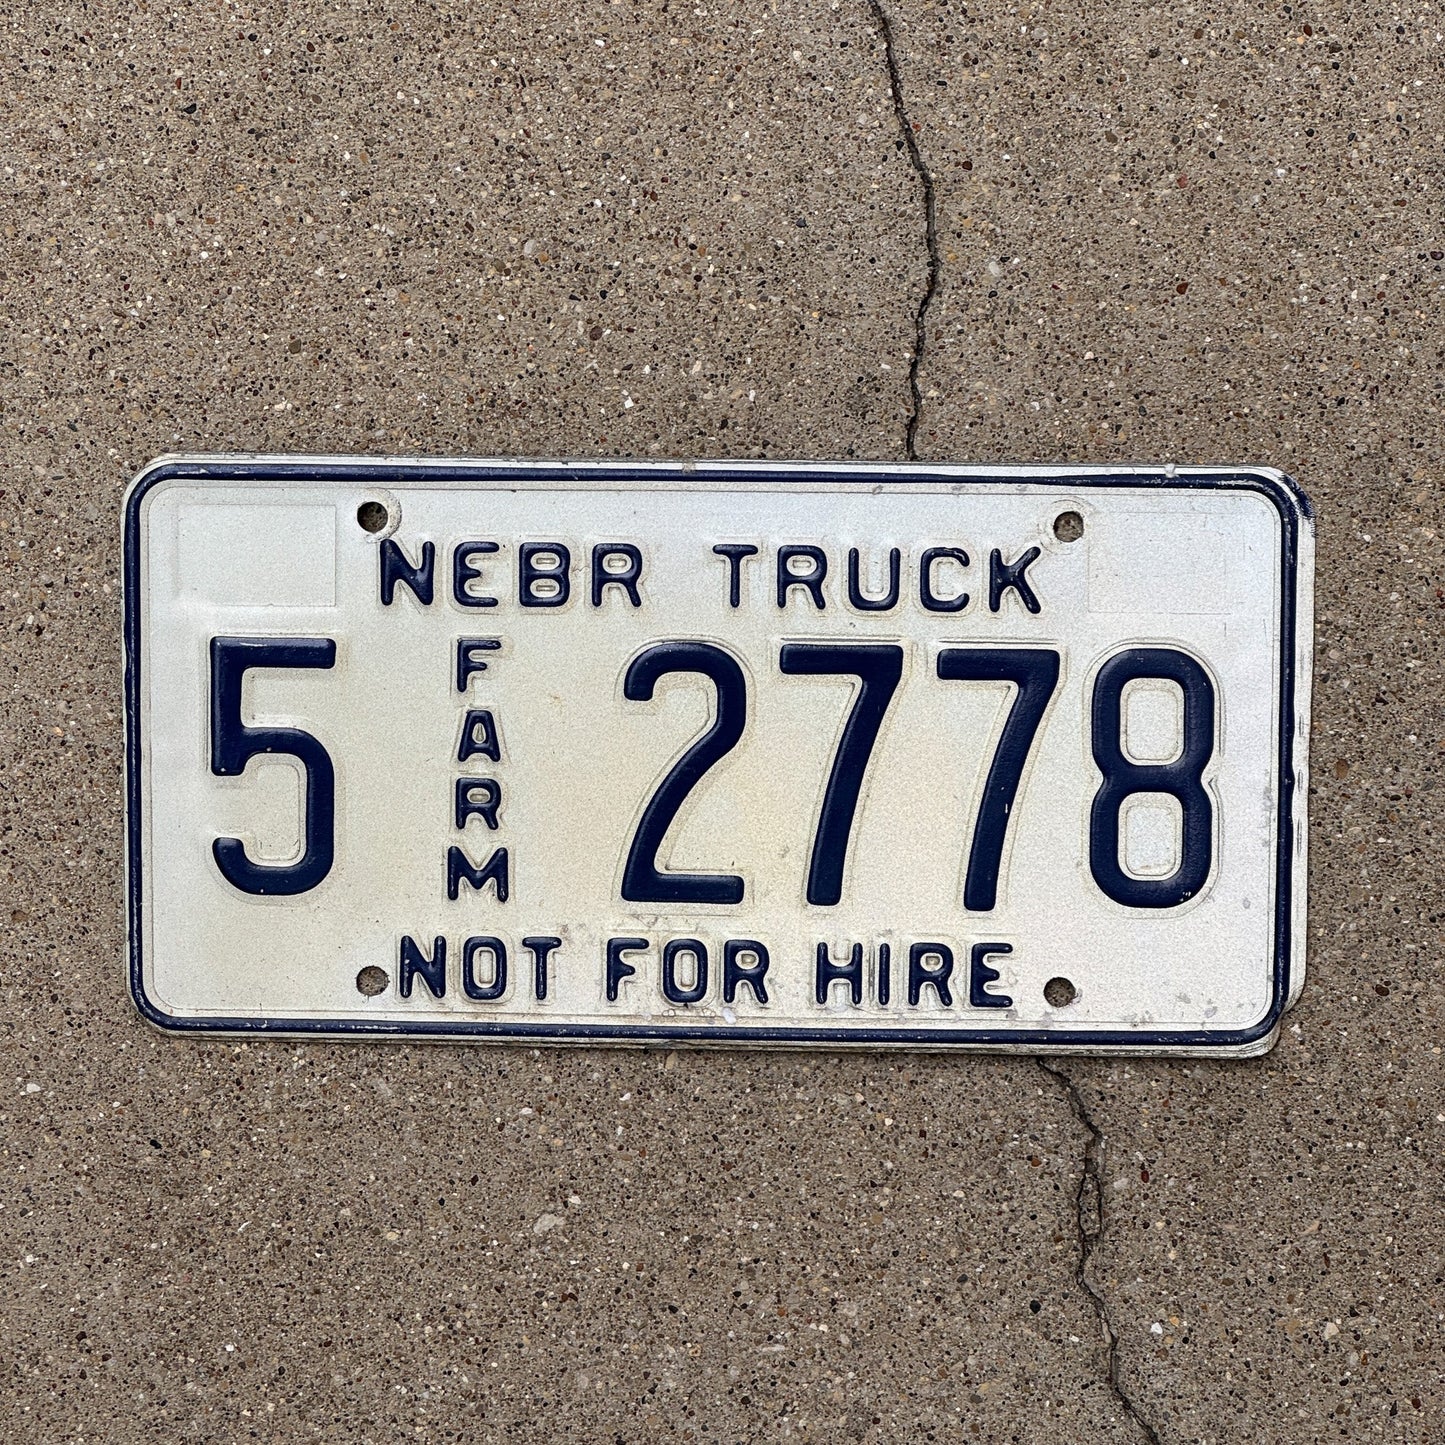 NEBR TRUCK
5 FARM 2778
NOT FOR HIRE